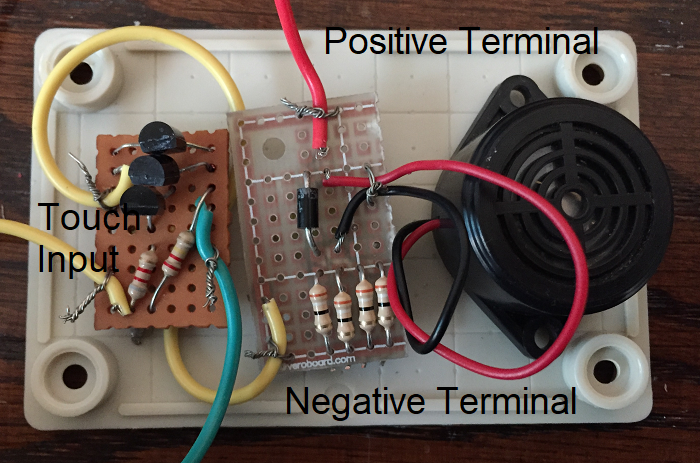 Positive Terminal
Touch
Input
veroboard.com
Negative Terminal